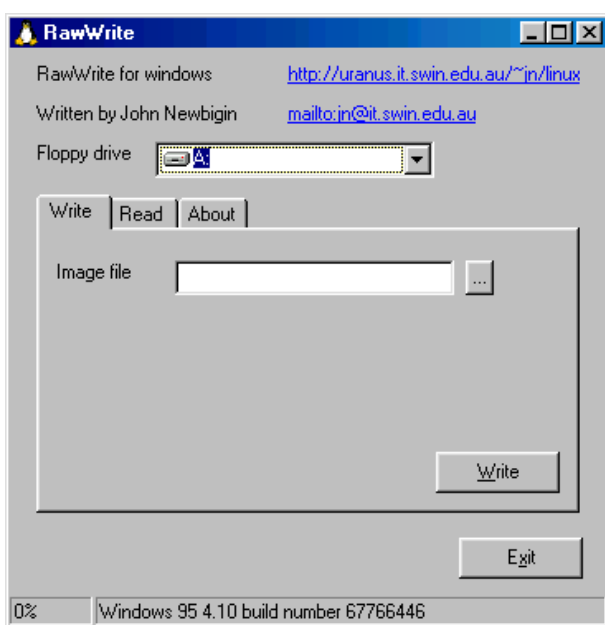 RawWrite
RawWrite for windows http://uranus.it.swin.edu.au/~jn/linux
Written by John Newbigin mailto:jn@it.swin.edu.au
Floppy drive A:
Write Read About
Image file ...
Write
Exit
0% Windows 95 4.10 build number 67766446